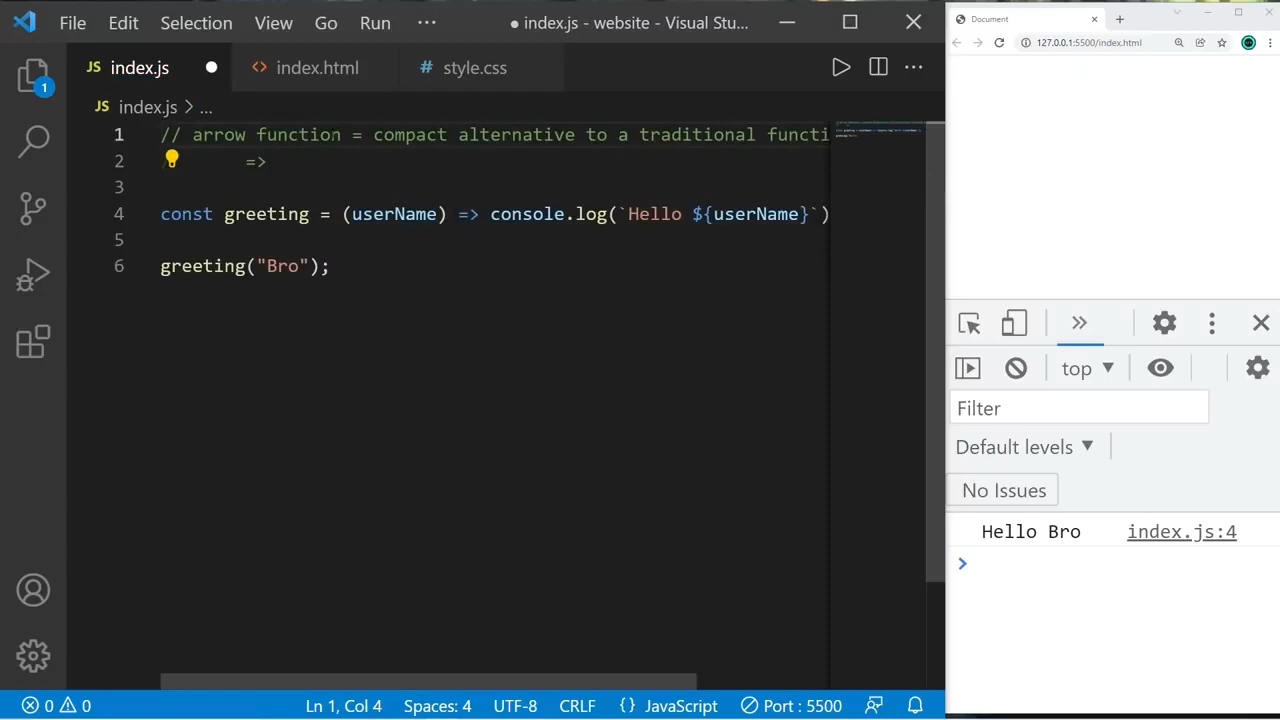 File Edit Selection View Go Run ··· ● index.js - website - Visual Stu...
JS index.js ● <> index.html # style.css ···
1
JS index.js > ...
1 // arrow function = compact alternative to a traditional functi
2 =>
3
4 const greeting = (userName) => console.log(`Hello ${userName}`)
5
6 greeting("Bro");
0 0 Ln 1, Col 4 Spaces: 4 UTF-8 CRLF {} JavaScript Port : 5500
Document
127.0.0.1:5500/index.html
top ▼
Filter
Default levels ▼
No Issues
Hello Bro index.js:4
>